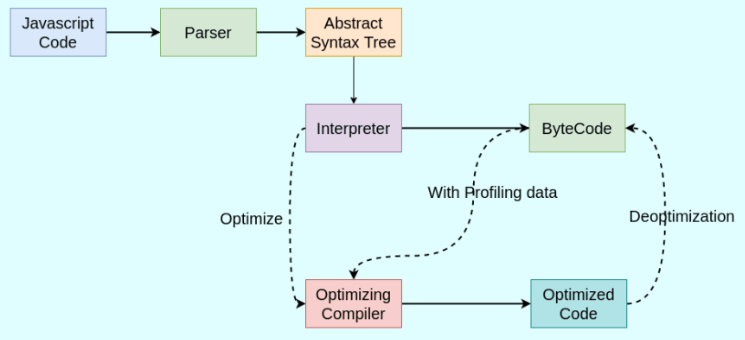 Javascript
Code
Parser
Abstract
Syntax Tree
Interpreter
ByteCode
With Profiling data
Optimize
Deoptimization
Optimizing
Compiler
Optimized
Code